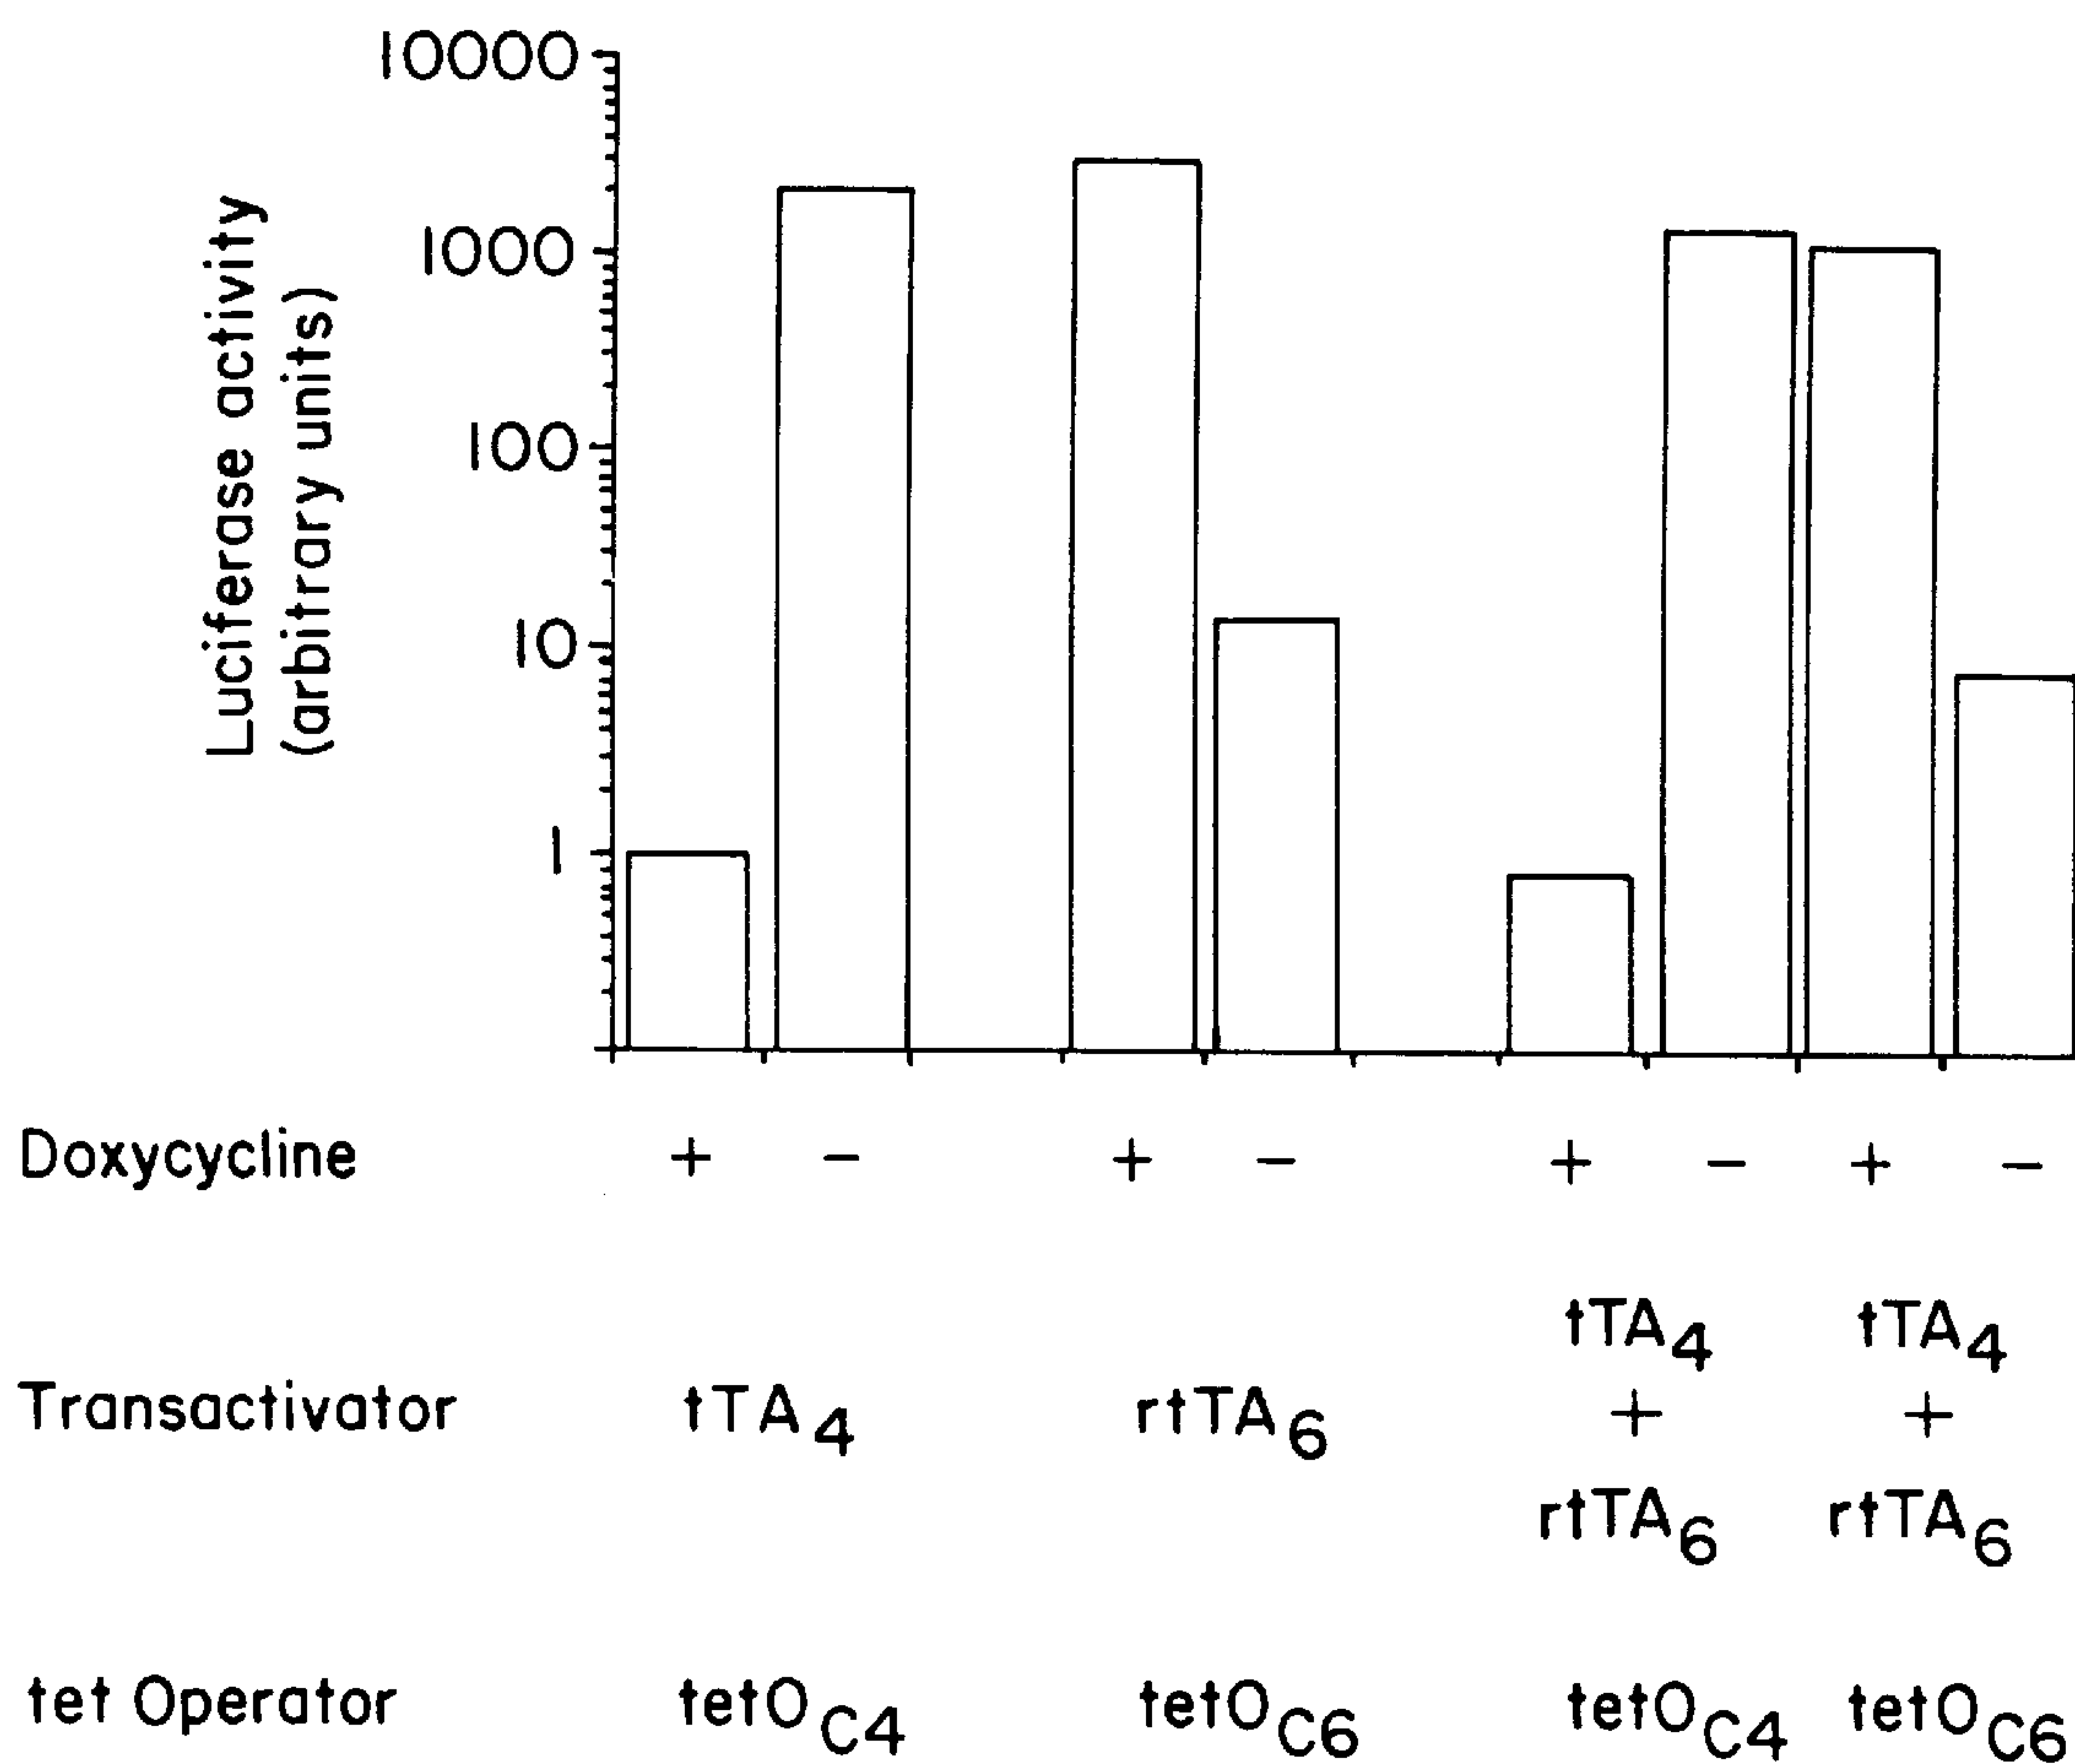 10000
1000
100
10
1
Luciferase activity
(arbitrary units)
Doxycycline + − + − + − + −
tTA4 tTA4
Transactivator tTA4 rtTA6 + +
rtTA6 rtTA6
tet Operator tetOC4 tetOC6 tetOC4 tetOC6